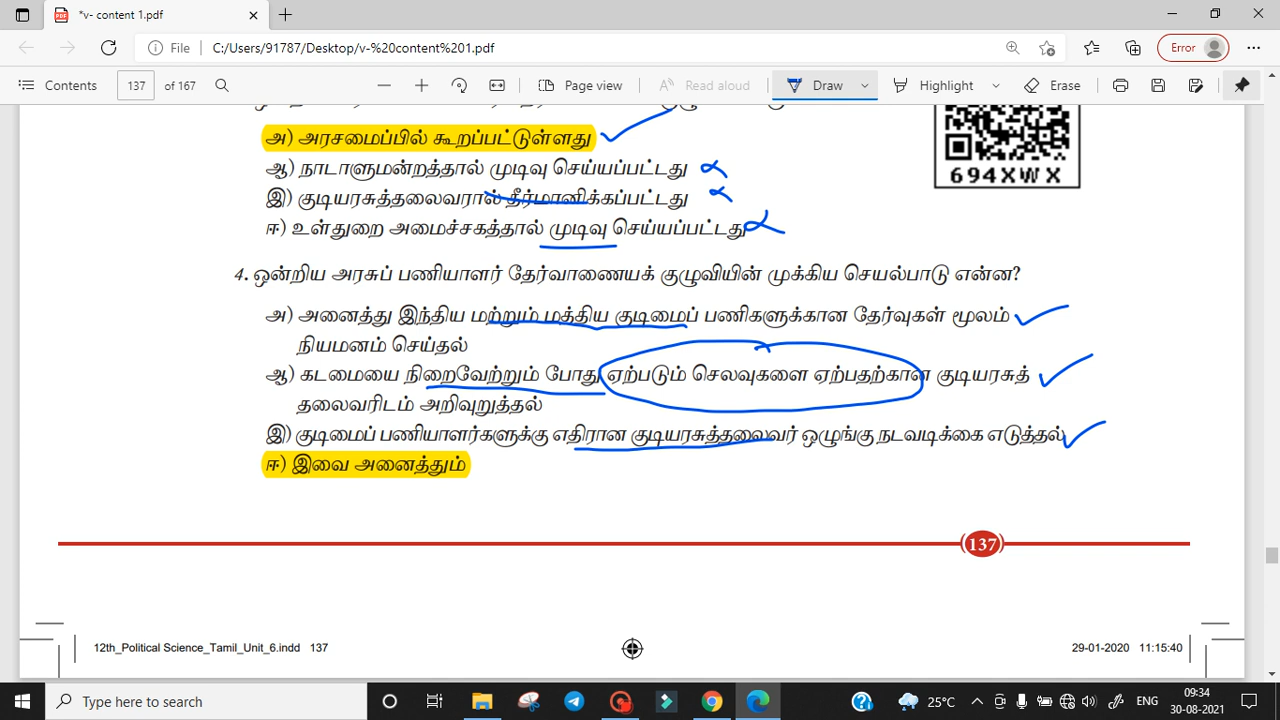 *v- content 1.pdf
File C:/Users/91787/Desktop/v-%20content%201.pdf Error
Contents 137 of 167 Page view Read aloud Draw Highlight Erase
அ) அரசமைப்பில் கூறப்பட்டுள்ளது
ஆ) நாடாளுமன்றத்தால் முடிவு செய்யப்பட்டது
694XWX
இ) குடியரசுத்தலைவரால் தீர்மானிக்கப்பட்டது
ஈ) உள்துறை அமைச்சகத்தால் முடிவு செய்யப்பட்டது
4. ஒன்றிய அரசுப் பணியாளர் தேர்வாணையக் குழுவியின் முக்கிய செயல்பாடு என்ன?
அ) அனைத்து இந்திய மற்றும் மத்திய குடிமைப் பணிகளுக்கான தேர்வுகள் மூலம்
நியமனம் செய்தல்
ஆ) கடமையை நிறைவேற்றும் போது ஏற்படும் செலவுகளை ஏற்பதற்கான குடியரசுத்
தலைவரிடம் அறிவுறுத்தல்
இ) குடிமைப் பணியாளர்களுக்கு எதிரான குடியரசுத்தலைவர் ஒழுங்கு நடவடிக்கை எடுத்தல்
ஈ) இவை அனைத்தும்
137
12th_Political Science_Tamil_Unit_6.indd 137 29-01-2020 11:15:40
Type here to search 25°C ENG 09:34
30-08-2021